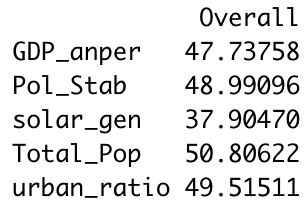 Overall
GDP_anper 47.73758
Pol_Stab 48.99096
solar_gen 37.90470
Total_Pop 50.80622
urban_ratio 49.51511